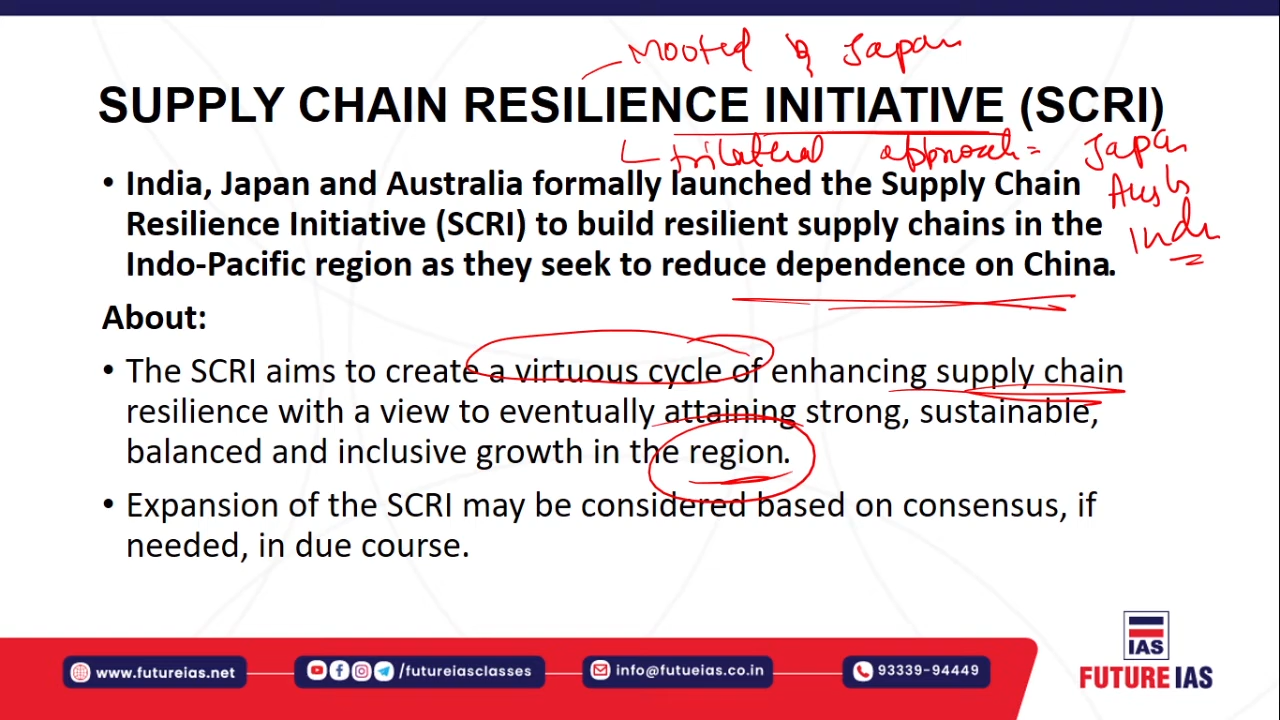 Mooted by Japan
SUPPLY CHAIN RESILIENCE INITIATIVE (SCRI)
trilateral approach = Japan
Aus
India
• India, Japan and Australia formally launched the Supply Chain
Resilience Initiative (SCRI) to build resilient supply chains in the
Indo-Pacific region as they seek to reduce dependence on China.
About:
• The SCRI aims to create a virtuous cycle of enhancing supply chain
resilience with a view to eventually attaining strong, sustainable,
balanced and inclusive growth in the region.
• Expansion of the SCRI may be considered based on consensus, if
needed, in due course.
IAS
FUTURE IAS
www.futureias.net
/futureiasclasses
info@futueias.co.in
93339-94449